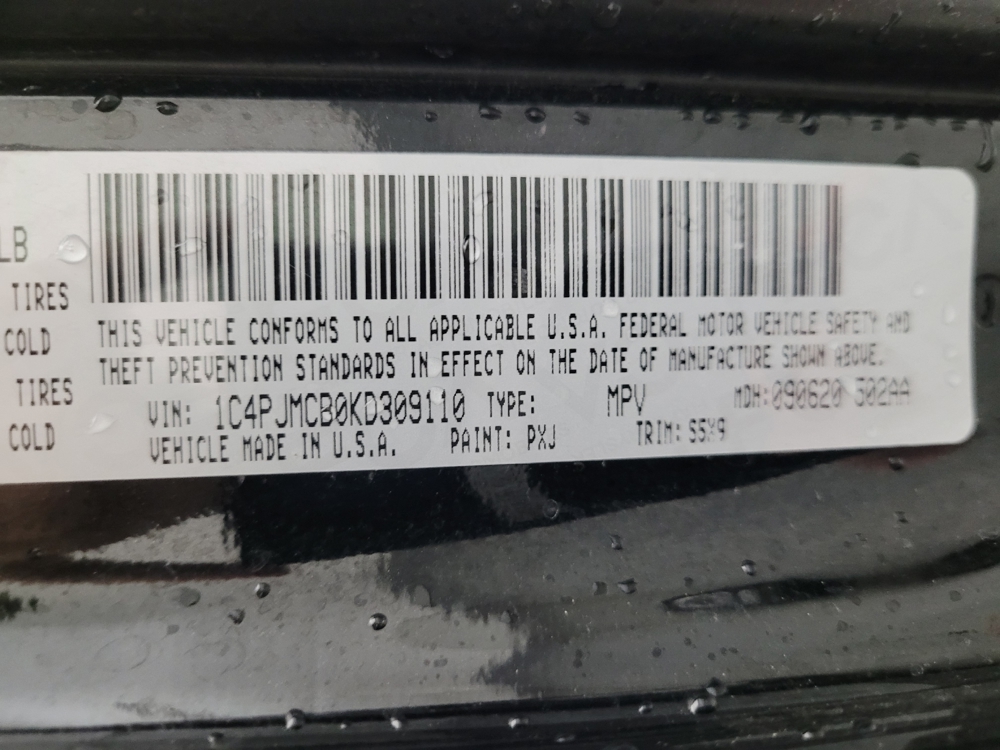 LB
TIRES
COLD
TIRES
COLD
THIS VEHICLE CONFORMS TO ALL APPLICABLE U.S.A. FEDERAL MOTOR VEHICLE SAFETY AND
THEFT PREVENTION STANDARDS IN EFFECT ON THE DATE OF MANUFACTURE SHOWN ABOVE.
VIN: 1C4PJMCB0KD309110 TYPE: MPV MDH:090620 302AA
VEHICLE MADE IN U.S.A. PAINT: PXJ TRIM: